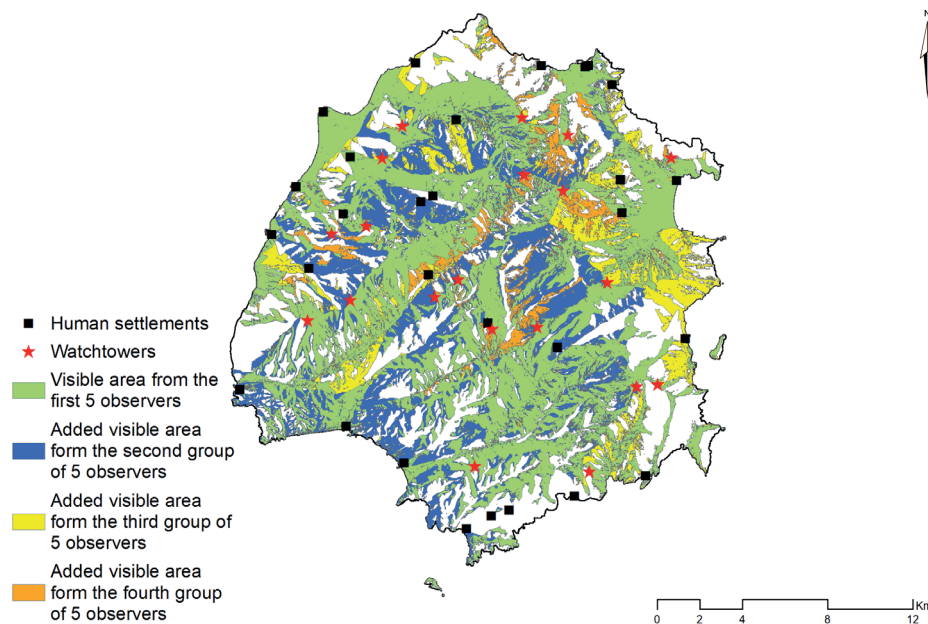 N
Human settlements
Watchtowers
Visible area from the
first 5 observers
Added visible area
form the second group
of 5 observers
Added visible area
form the third group of
5 observers
Added visible area
form the fourth group
of 5 observers
Km
0 2 4 8 12